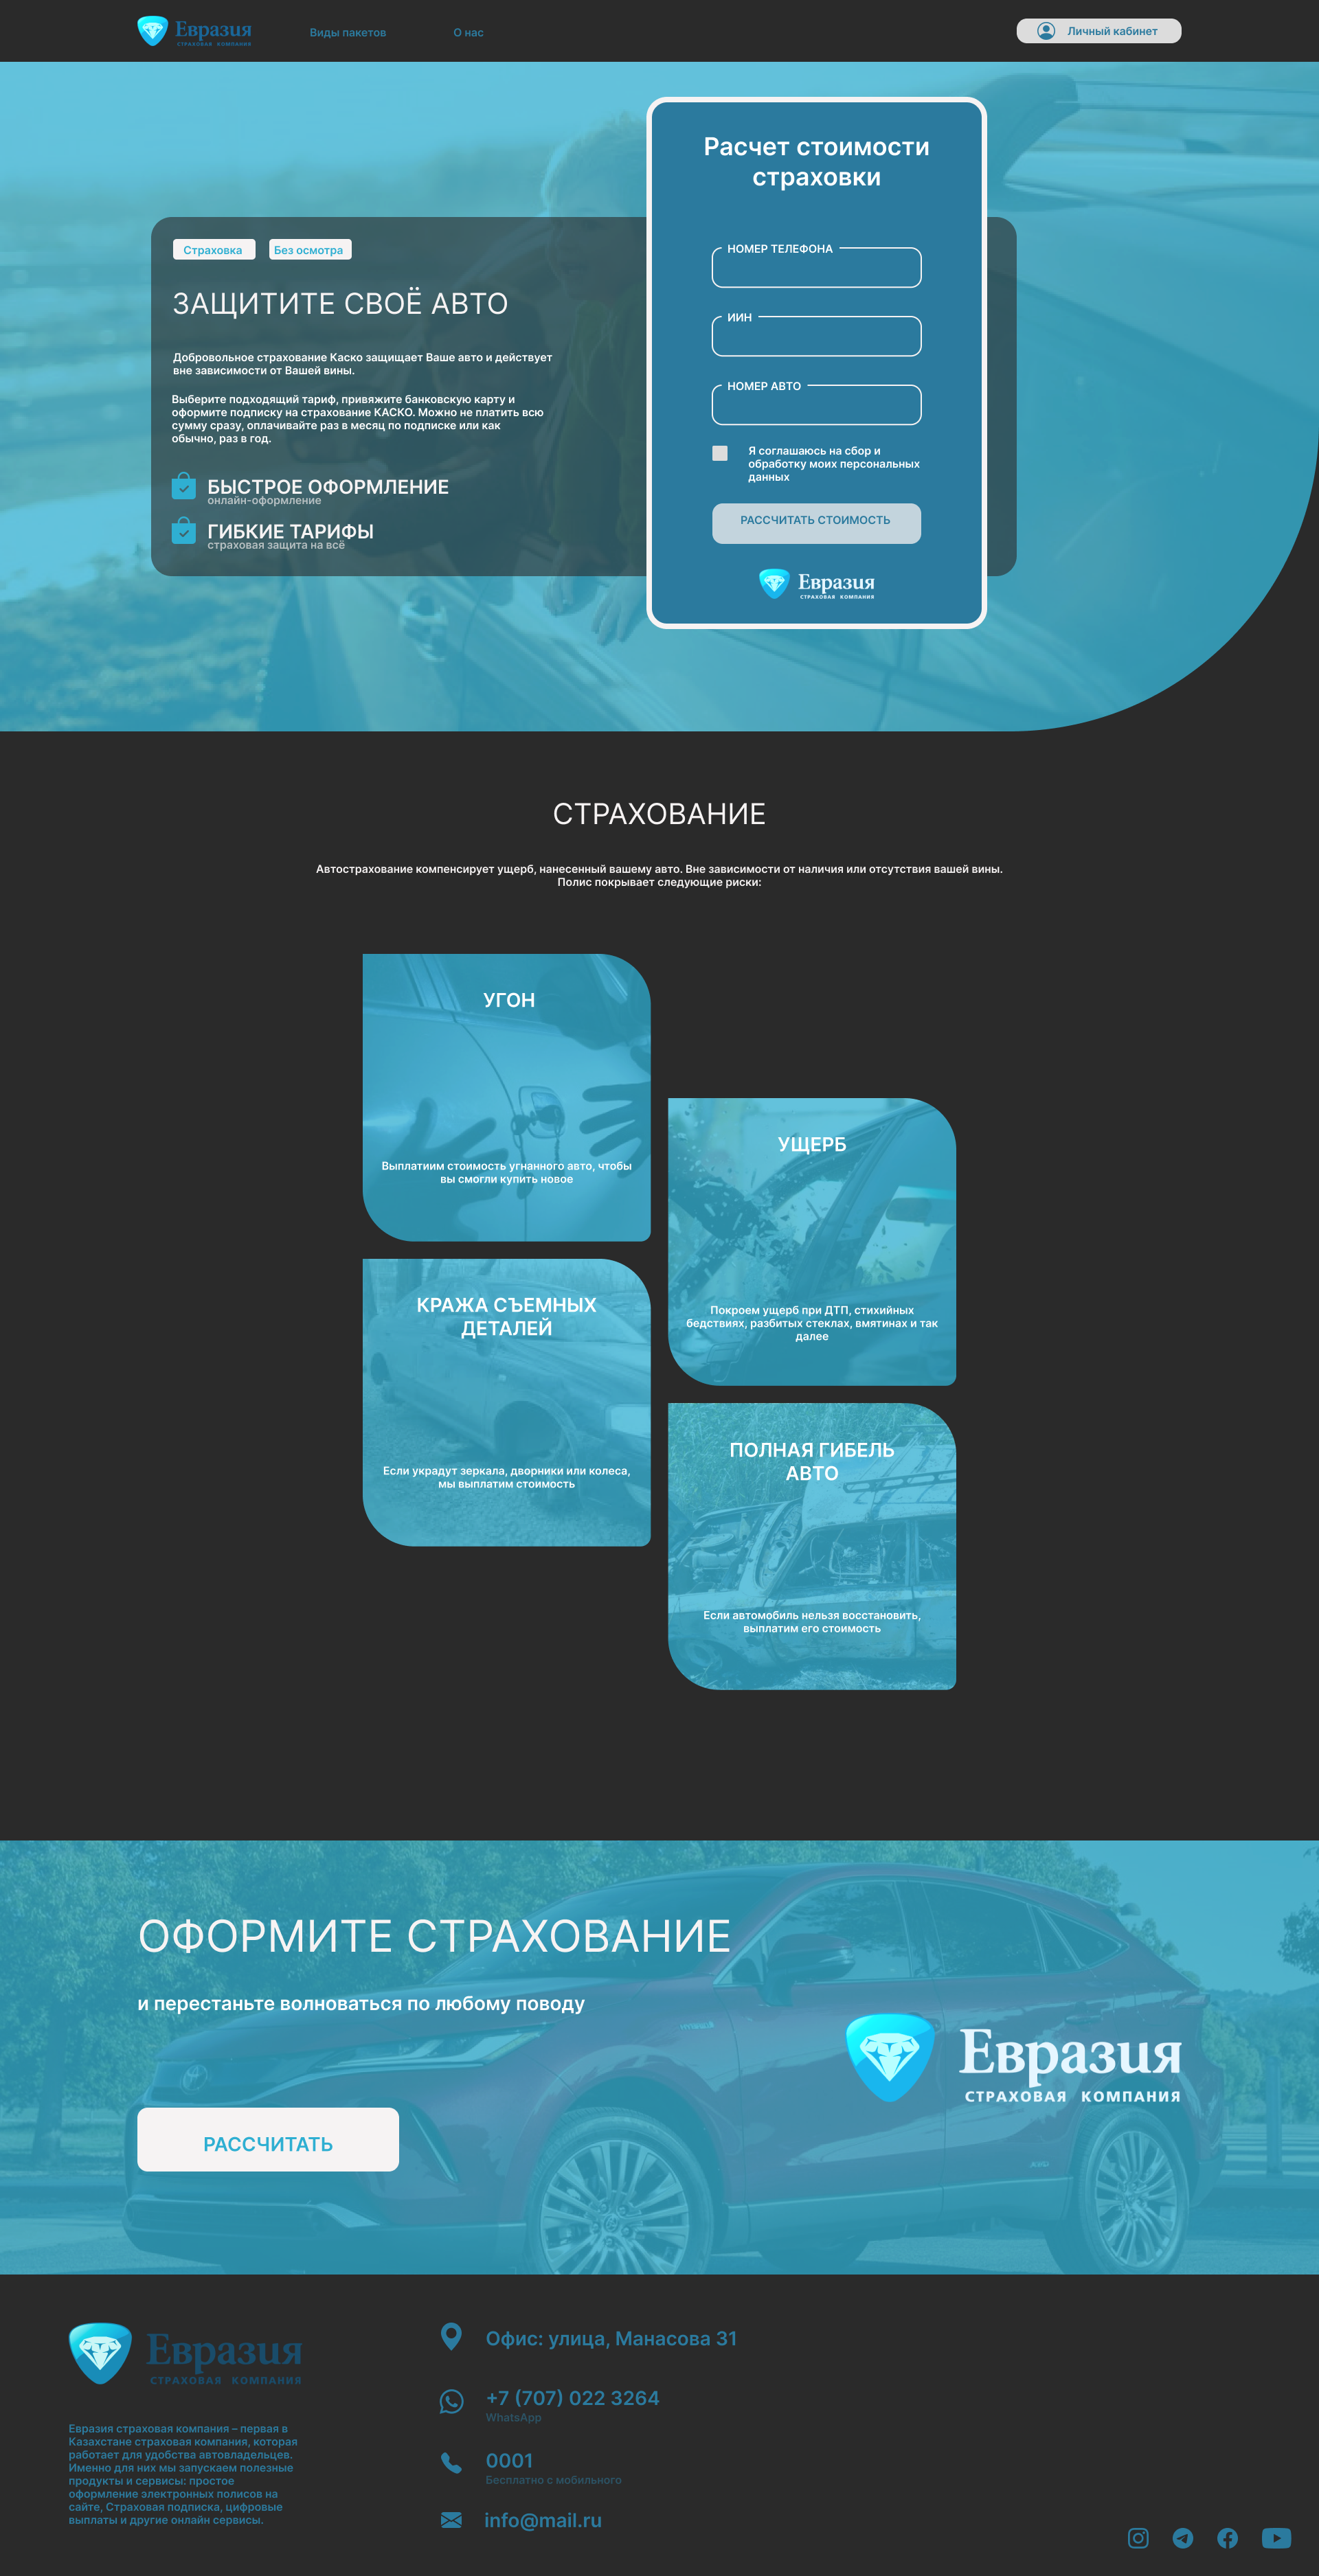 Евразия
СТРАХОВАЯ КОМПАНИЯ
Виды пакетов
О нас
Личный кабинет
Страховка
Без осмотра
ЗАЩИТИТЕ СВОЁ АВТО
Добровольное страхование Каско защищает Ваше авто и действует
вне зависимости от Вашей вины.
Выберите подходящий тариф, привяжите банковскую карту и
оформите подписку на страхование КАСКО. Можно не платить всю
сумму сразу, оплачивайте раз в месяц по подписке или как
обычно, раз в год.
БЫСТРОЕ ОФОРМЛЕНИЕ
онлайн-оформление
ГИБКИЕ ТАРИФЫ
страховая защита на всё
Расчет стоимости
страховки
НОМЕР ТЕЛЕФОНА
ИИН
НОМЕР АВТО
Я соглашаюсь на сбор и
обработку моих персональных
данных
РАССЧИТАТЬ СТОИМОСТЬ
Евразия
СТРАХОВАЯ КОМПАНИЯ
СТРАХОВАНИЕ
Автострахование компенсирует ущерб, нанесенный вашему авто. Вне зависимости от наличия или отсутствия вашей вины.
Полис покрывает следующие риски:
УГОН
Выплатиим стоимость угнанного авто, чтобы
вы смогли купить новое
УЩЕРБ
Покроем ущерб при ДТП, стихийных
бедствиях, разбитых стеклах, вмятинах и так
далее
КРАЖА СЪЕМНЫХ
ДЕТАЛЕЙ
Если украдут зеркала, дворники или колеса,
мы выплатим стоимость
ПОЛНАЯ ГИБЕЛЬ
АВТО
Если автомобиль нельзя восстановить,
выплатим его стоимость
ОФОРМИТЕ СТРАХОВАНИЕ
и перестаньте волноваться по любому поводу
РАССЧИТАТЬ
Евразия
СТРАХОВАЯ КОМПАНИЯ
Евразия
СТРАХОВАЯ КОМПАНИЯ
Евразия страховая компания – первая в
Казахстане страховая компания, которая
работает для удобства автовладельцев.
Именно для них мы запускаем полезные
продукты и сервисы: простое
оформление электронных полисов на
сайте, Страховая подписка, цифровые
выплаты и другие онлайн сервисы.
Офис: улица, Манасова 31
+7 (707) 022 3264
WhatsApp
0001
Бесплатно с мобильного
info@mail.ru